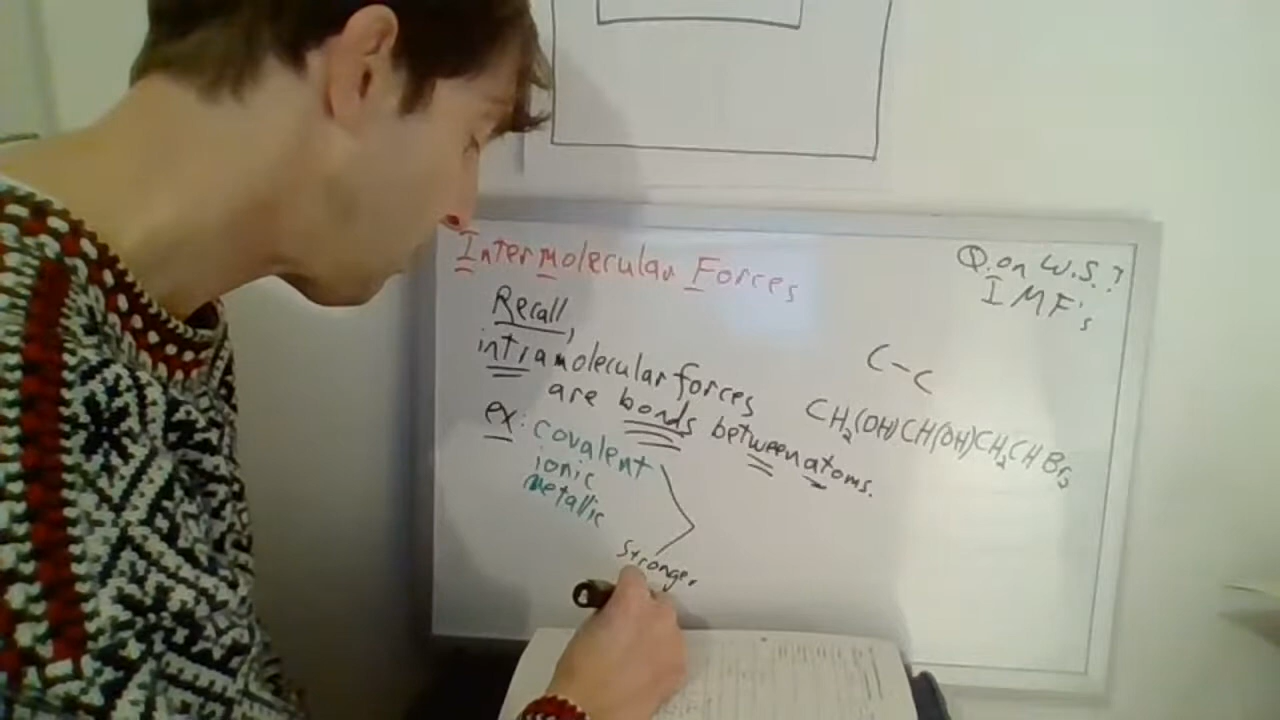 Intermolecular Forces
Q. on W.S.?
IMF's
Recall,
intramolecular forces
are bonds between atoms.
ex: covalent
ionic
metallic
stronger
C-C
CH2(OH)CH(OH)CH2CHBr2